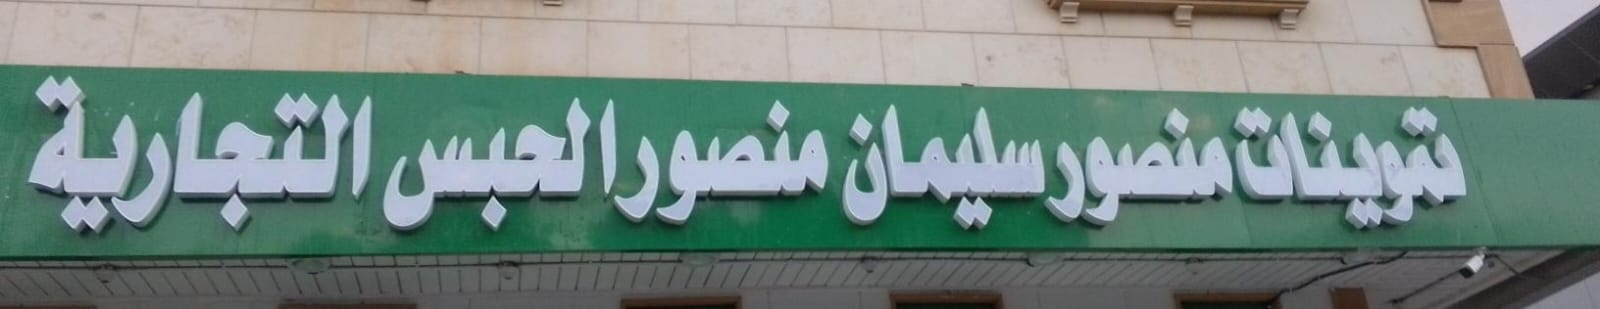 تموينات منصور سليمان منصور الحبس التجارية